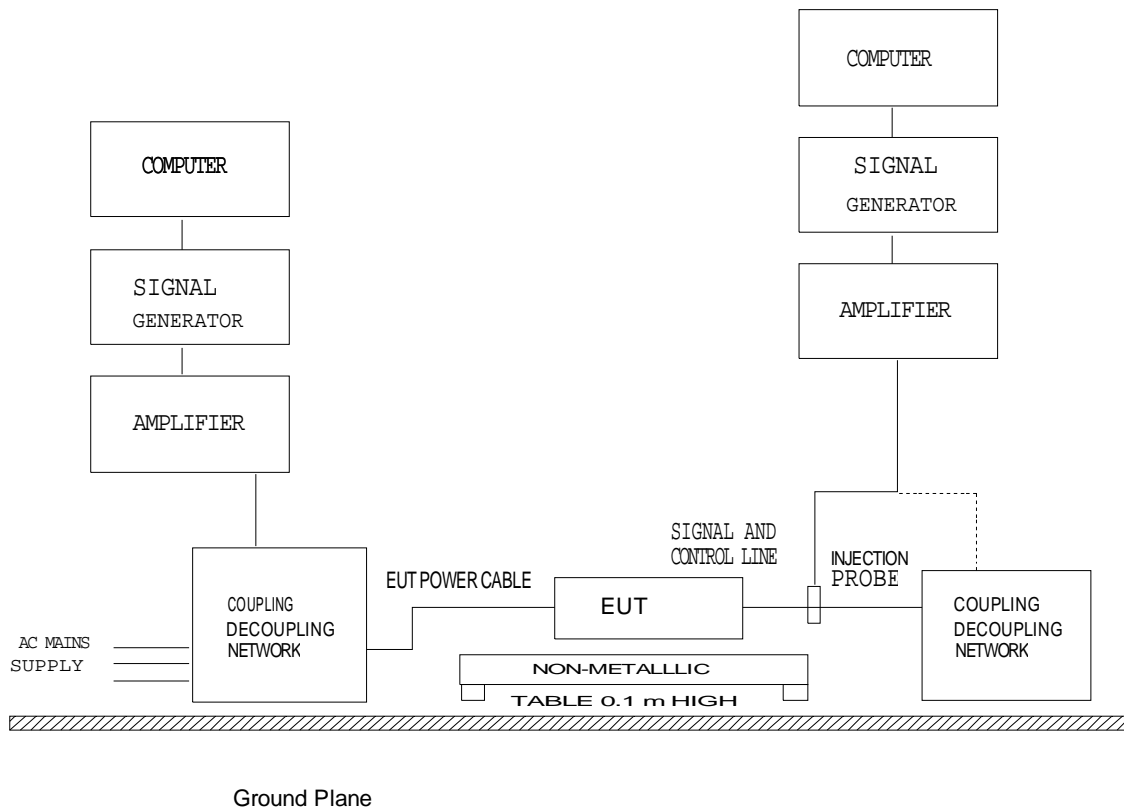 COMPUTER
COMPUTER
SIGNAL
GENERATOR
SIGNAL
GENERATOR
AMPLIFIER
AMPLIFIER
SIGNAL AND
CONTROL LINE
INJECTION
PROBE
EUT POWER CABLE
EUT
COUPLING
DECOUPLING
NETWORK
COUPLING
DECOUPLING
NETWORK
AC MAINS
SUPPLY
NON-METALLLIC
TABLE 0.1 m HIGH
Ground Plane